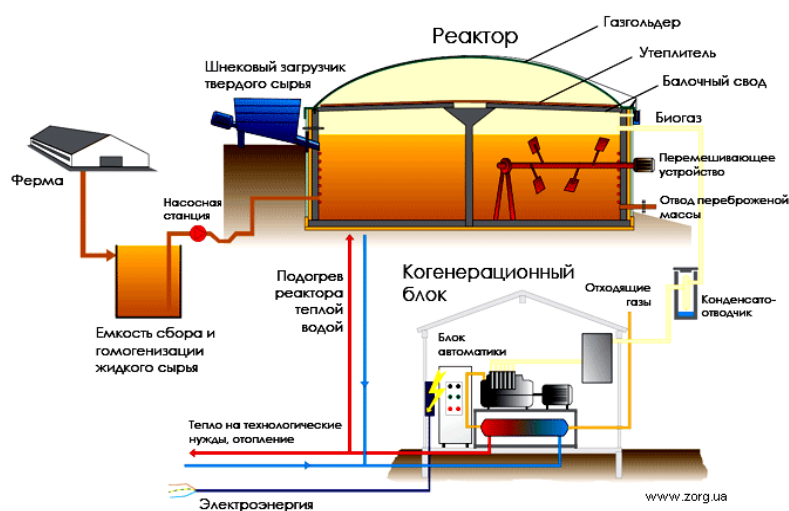 Реактор
Газгольдер
Утеплитель
Балочный свод
Шнековый загрузчик
твердого сырья
Биогаз
Ферма
Насосная
станция
Перемешивающее
устройство
Отвод переброженой
массы
Подогрев
реактора
теплой
водой
Когенерационный
блок
Отходящие
газы
Конденсато-
отводчик
Емкость сбора и
гомогенизации
жидкого сырья
Блок
автоматики
Тепло на технологические
нужды, отопление
Электроэнергия
www.zorg.ua